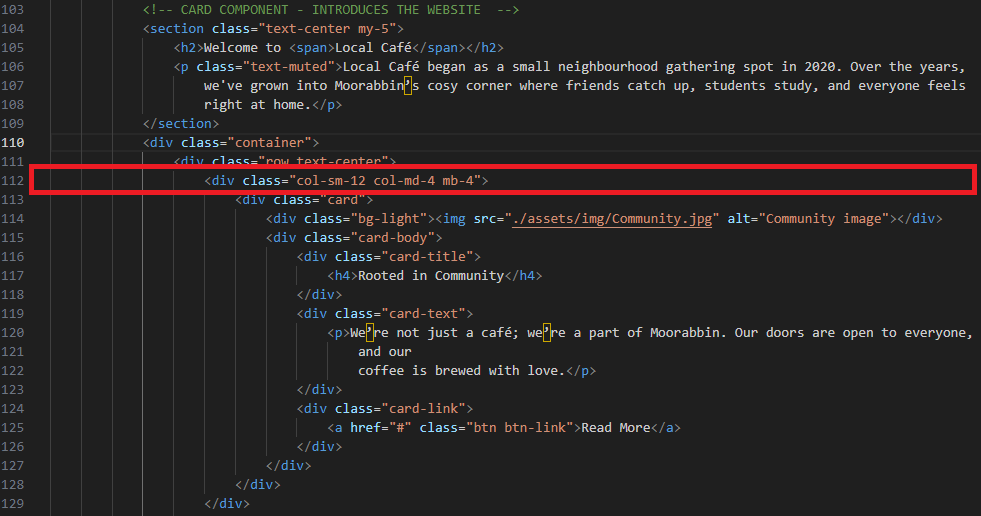 103 <!-- CARD COMPONENT - INTRODUCES THE WEBSITE  -->
104 <section class="text-center my-5">
105 <h2>Welcome to <span>Local Café</span></h2>
106 <p class="text-muted">Local Café began as a small neighbourhood gathering spot in 2020. Over the years,
107 we've grown into Moorabbin’s cosy corner where friends catch up, students study, and everyone feels
108 right at home.</p>
109 </section>
110 <div class="container">
111 <div class="row text-center">
112 <div class="col-sm-12 col-md-4 mb-4">
113 <div class="card">
114 <div class="bg-light"><img src="./assets/img/Community.jpg" alt="Community image"></div>
115 <div class="card-body">
116 <div class="card-title">
117 <h4>Rooted in Community</h4>
118 </div>
119 <div class="card-text">
120 <p>We’re not just a café; we’re a part of Moorabbin. Our doors are open to everyone,
121 and our
122 coffee is brewed with love.</p>
123 </div>
124 <div class="card-link">
125 <a href="#" class="btn btn-link">Read More</a>
126 </div>
127 </div>
128 </div>
129 </div>